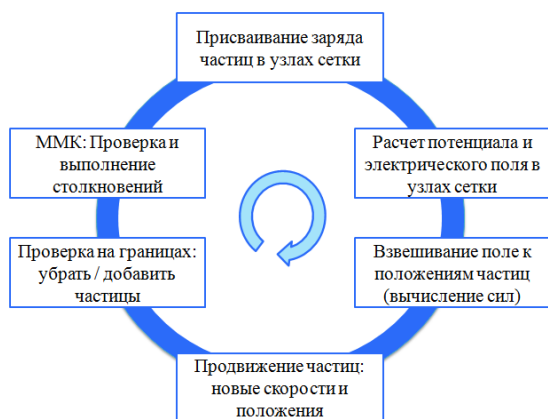 Присваивание заряда
частиц в узлах сетки
Расчет потенциала и
электрического поля в
узлах сетки
Взвешивание поле к
положениям частиц
(вычисление сил)
Продвижение частиц:
новые скорости и
положения
Проверка на границах:
убрать / добавить
частицы
ММК: Проверка и
выполнение
столкновений